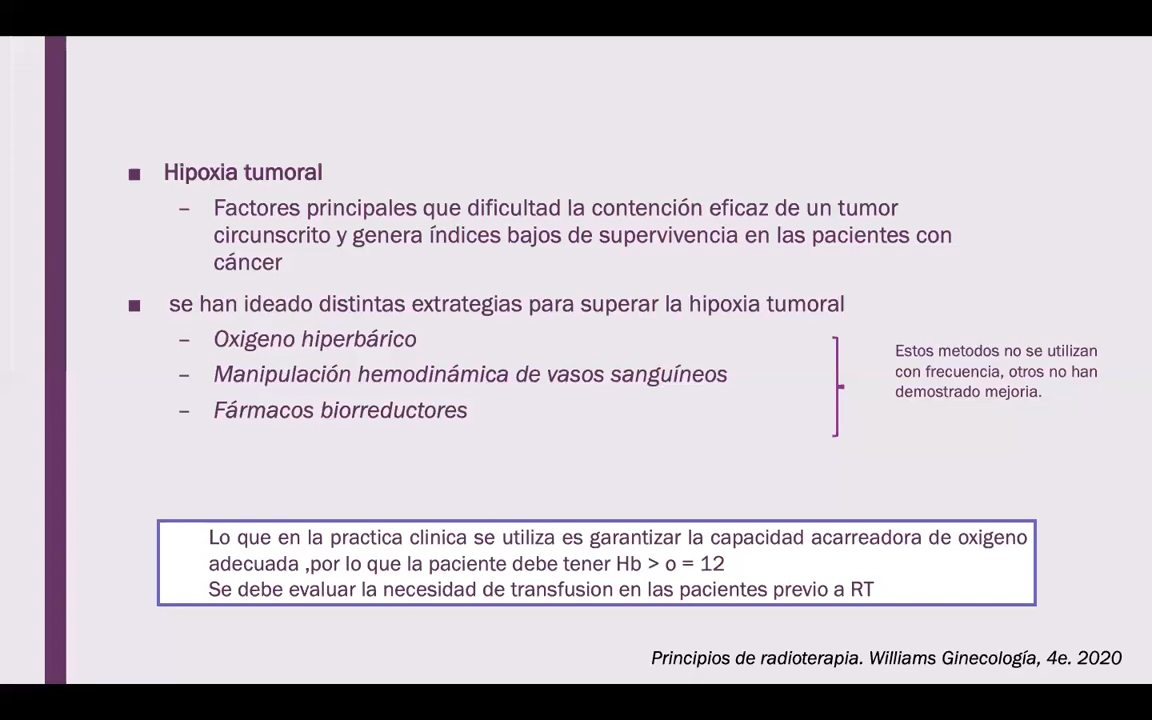 Hipoxia tumoral
– Factores principales que dificultad la contención eficaz de un tumor
circunscrito y genera índices bajos de supervivencia en las pacientes con
cáncer
se han ideado distintas extrategias para superar la hipoxia tumoral
– Oxigeno hiperbárico
– Manipulación hemodinámica de vasos sanguíneos
– Fármacos biorreductores
Estos metodos no se utilizan
con frecuencia, otros no han
demostrado mejoria.
Lo que en la practica clinica se utiliza es garantizar la capacidad acarreadora de oxigeno
adecuada ,por lo que la paciente debe tener Hb > o = 12
Se debe evaluar la necesidad de transfusion en las pacientes previo a RT
Principios de radioterapia. Williams Ginecología, 4e. 2020